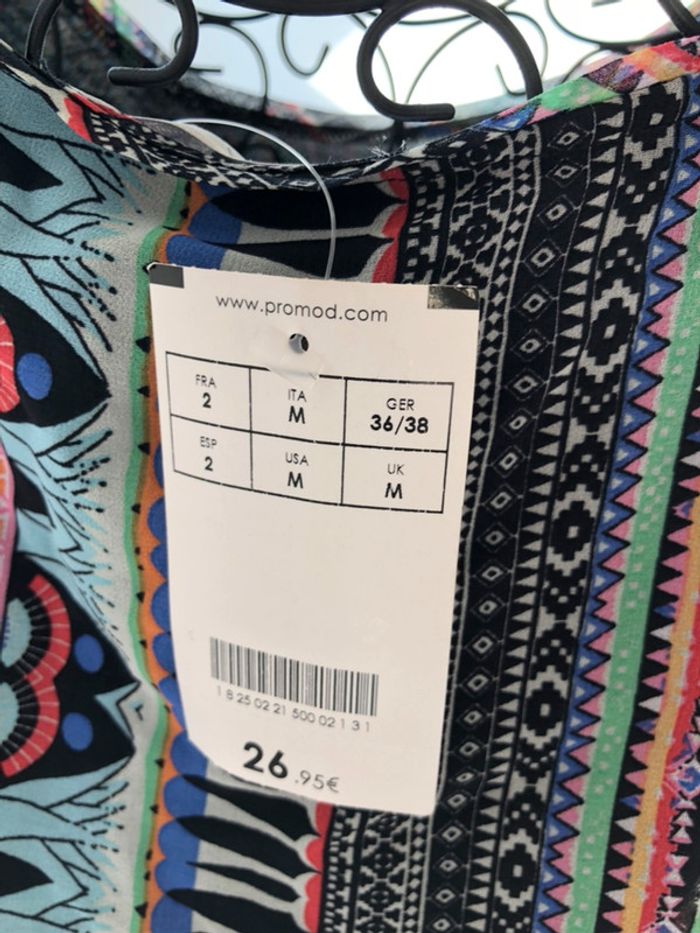 www.promod.com
FRA ITA GER
2 M 36/38
ESP USA UK
2 M M
1 8 25 02 21 500 02 1 3 1
26.95€